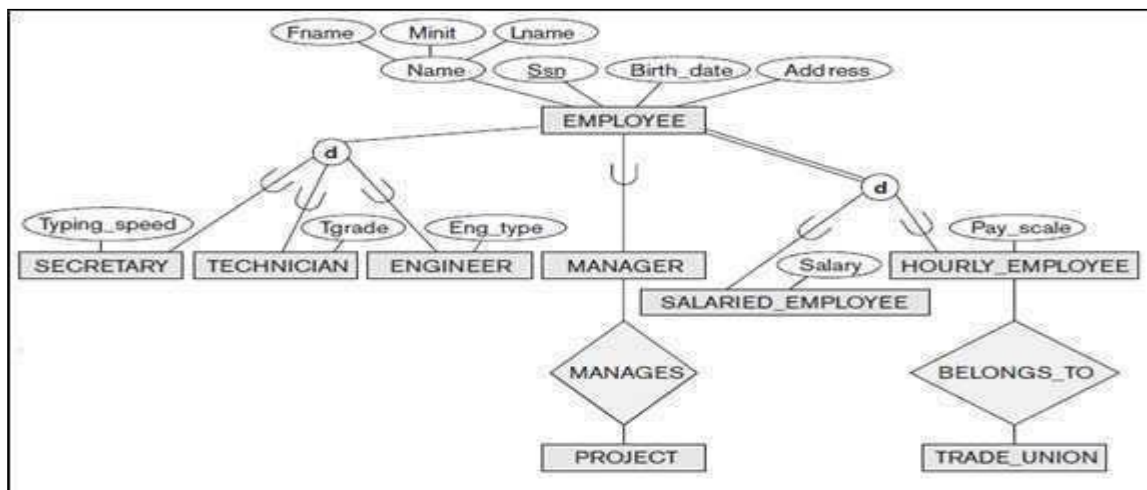 Fname Minit Lname
Name Ssn Birth_date Address
EMPLOYEE
d
d
Typing_speed Tgrade Eng_type Pay_scale
SECRETARY TECHNICIAN ENGINEER MANAGER Salary HOURLY_EMPLOYEE
SALARIED_EMPLOYEE
MANAGES BELONGS_TO
PROJECT TRADE_UNION